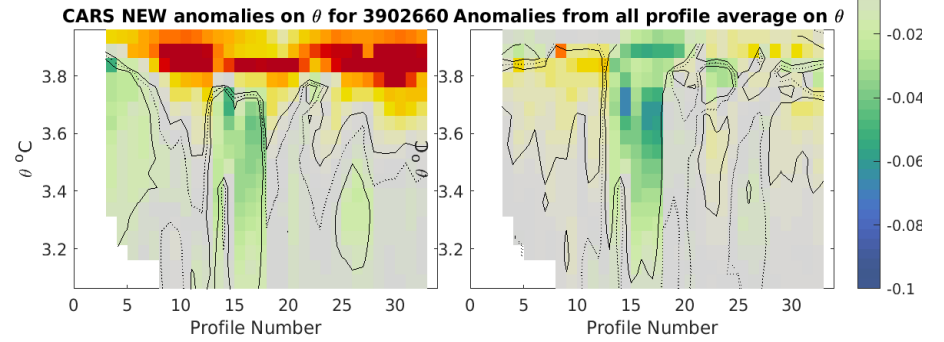 CARS NEW anomalies on θ for 3902660 Anomalies from all profile average on θ
3.8
3.6
3.4
3.2
θ °C
0 5 10 15 20 25 30
Profile Number
θ °C
3.8
3.6
3.4
3.2
0 5 10 15 20 25 30
Profile Number
-0.02
-0.04
-0.06
-0.08
-0.1